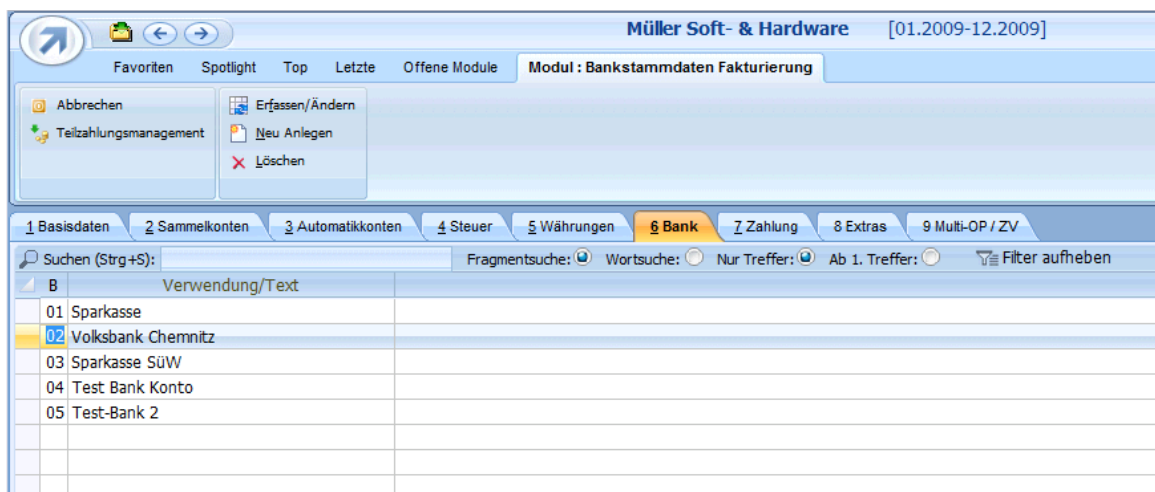 Müller Soft- & Hardware [01.2009-12.2009]
Favoriten Spotlight Top Letzte Offene Module Modul : Bankstammdaten Fakturierung
Abbrechen Erfassen/Ändern
Teilzahlungsmanagement Neu Anlegen
Löschen
1 Basisdaten 2 Sammelkonten 3 Automatikkonten 4 Steuer 5 Währungen 6 Bank 7 Zahlung 8 Extras 9 Multi-OP / ZV
Suchen (Strg+S): Fragmentsuche: Wortsuche: Nur Treffer: Ab 1. Treffer: Filter aufheben
B Verwendung/Text
01 Sparkasse
02 Volksbank Chemnitz
03 Sparkasse SüW
04 Test Bank Konto
05 Test-Bank 2